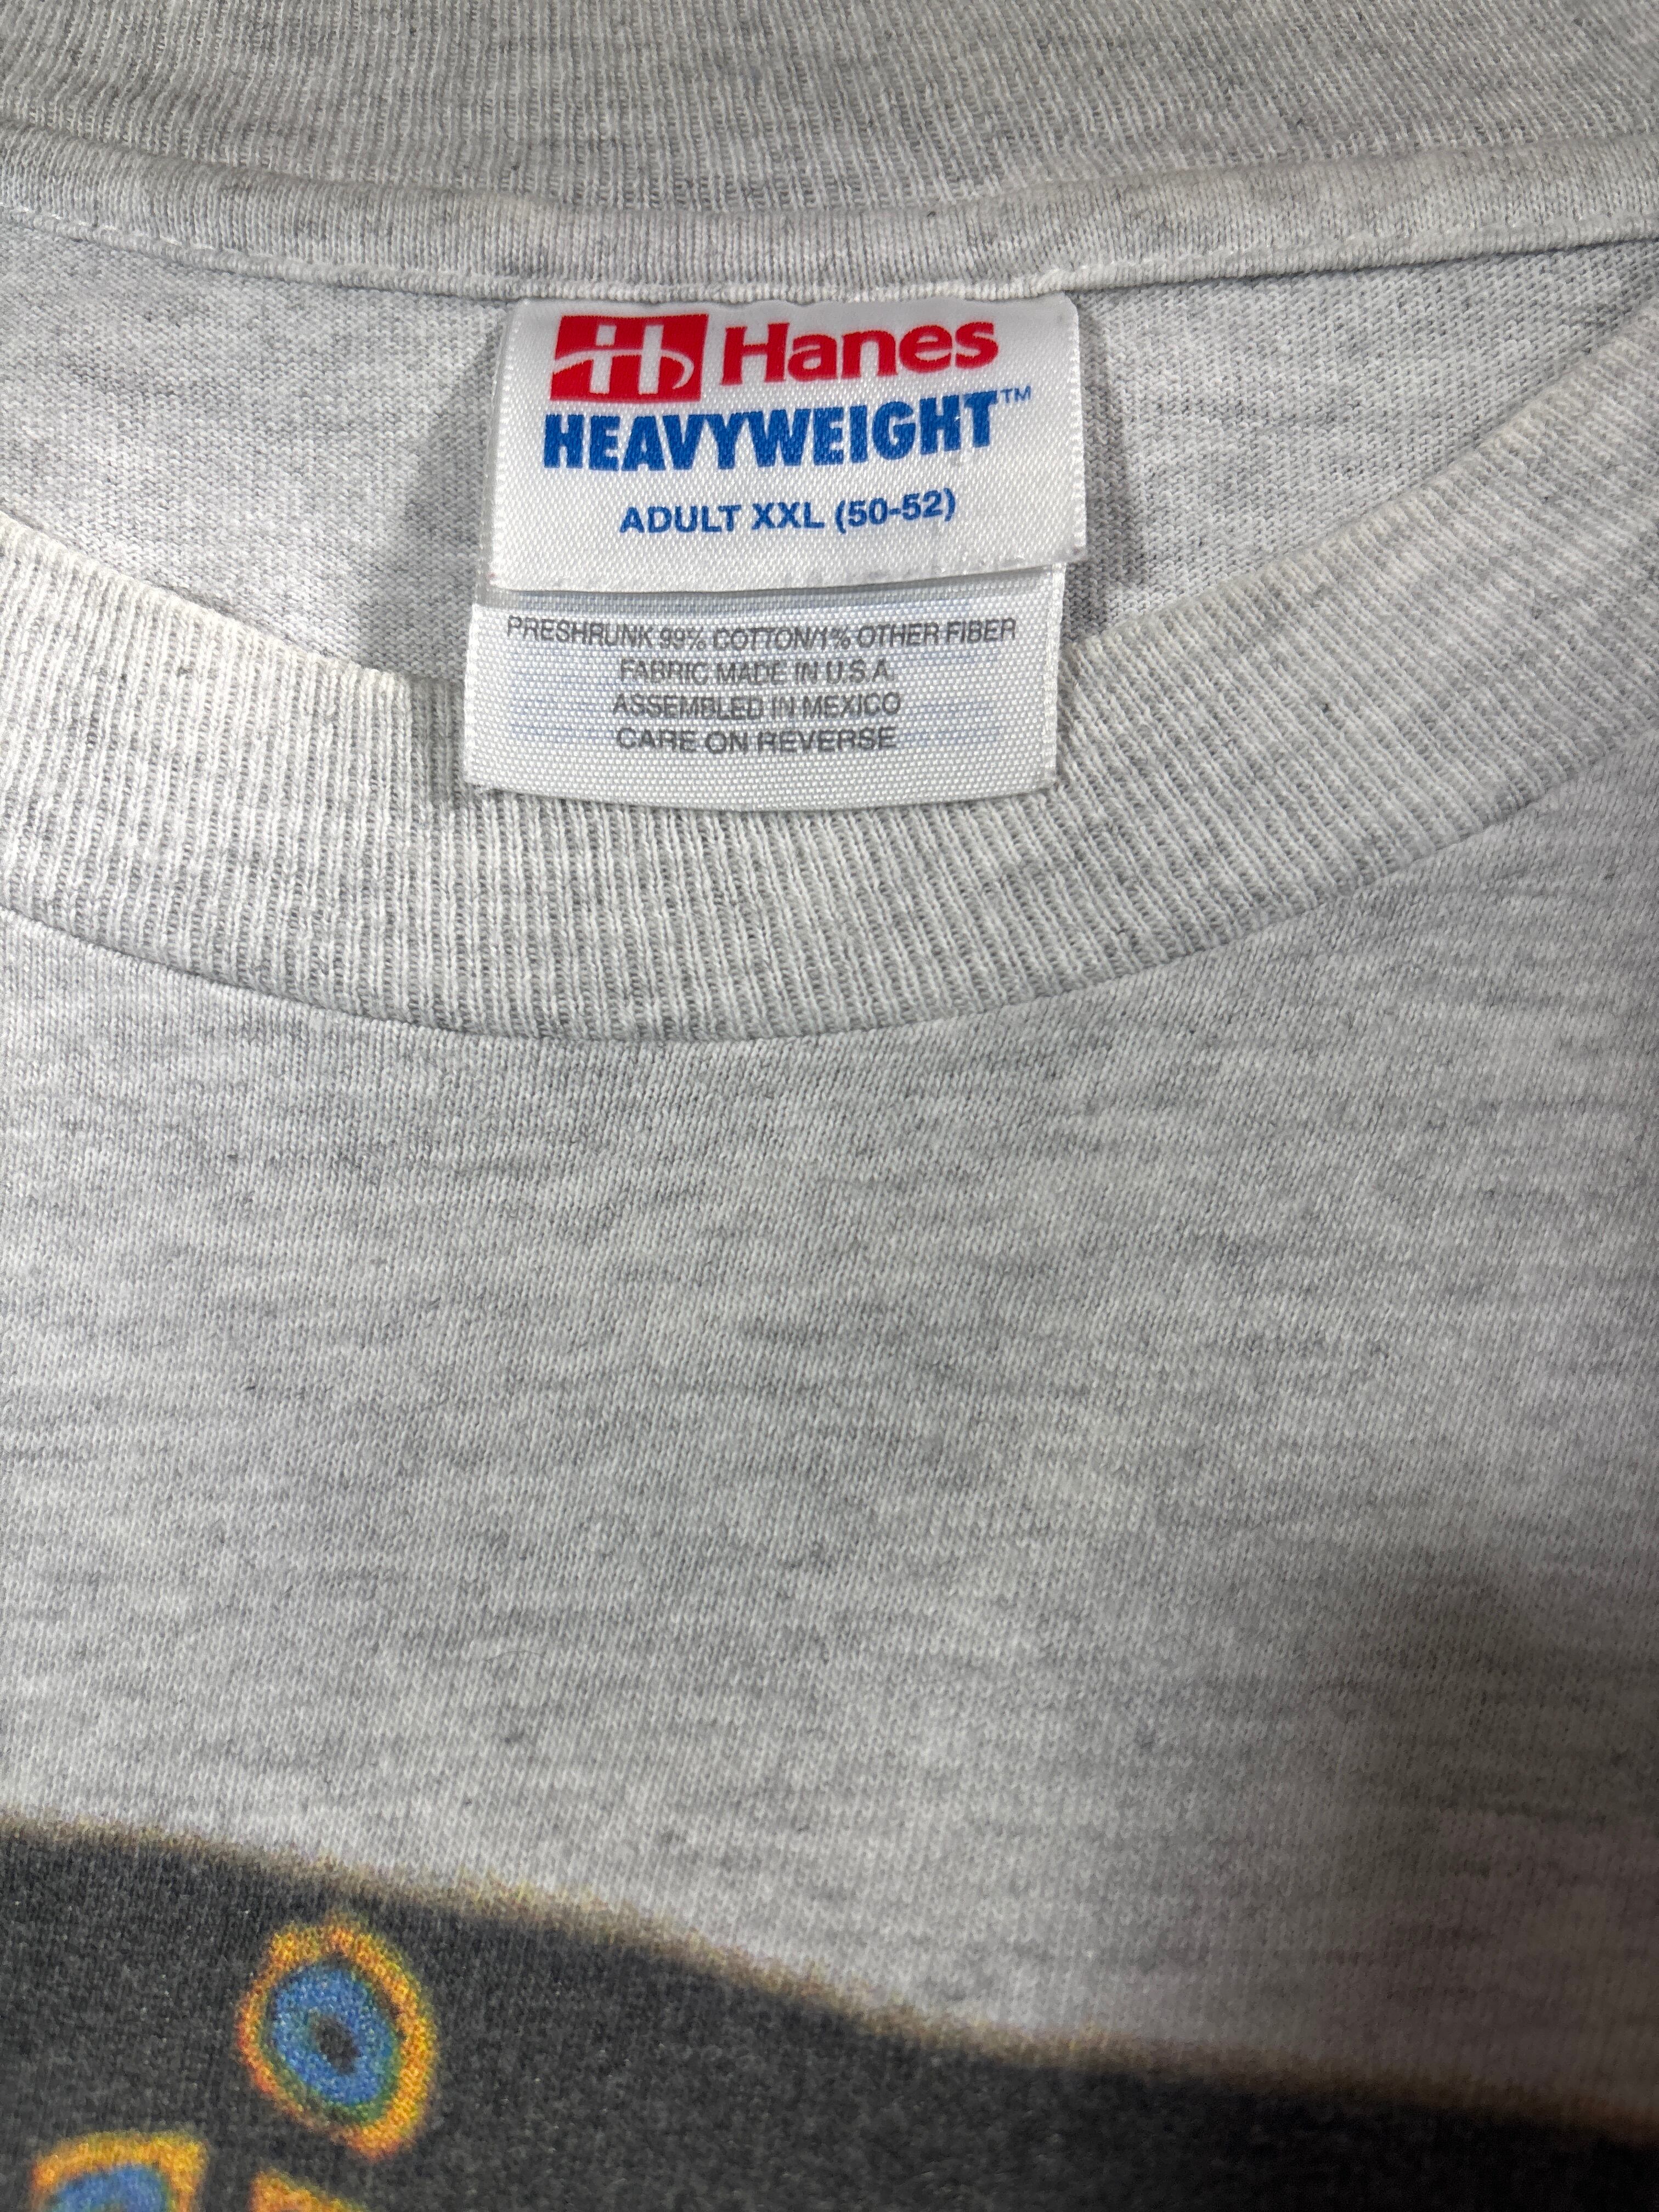 Hanes
HEAVYWEIGHT™
ADULT XXL (50-52)
PRESHRUNK 99% COTTON/1% OTHER FIBER
FABRIC MADE IN U.S.A.
ASSEMBLED IN MEXICO
CARE ON REVERSE